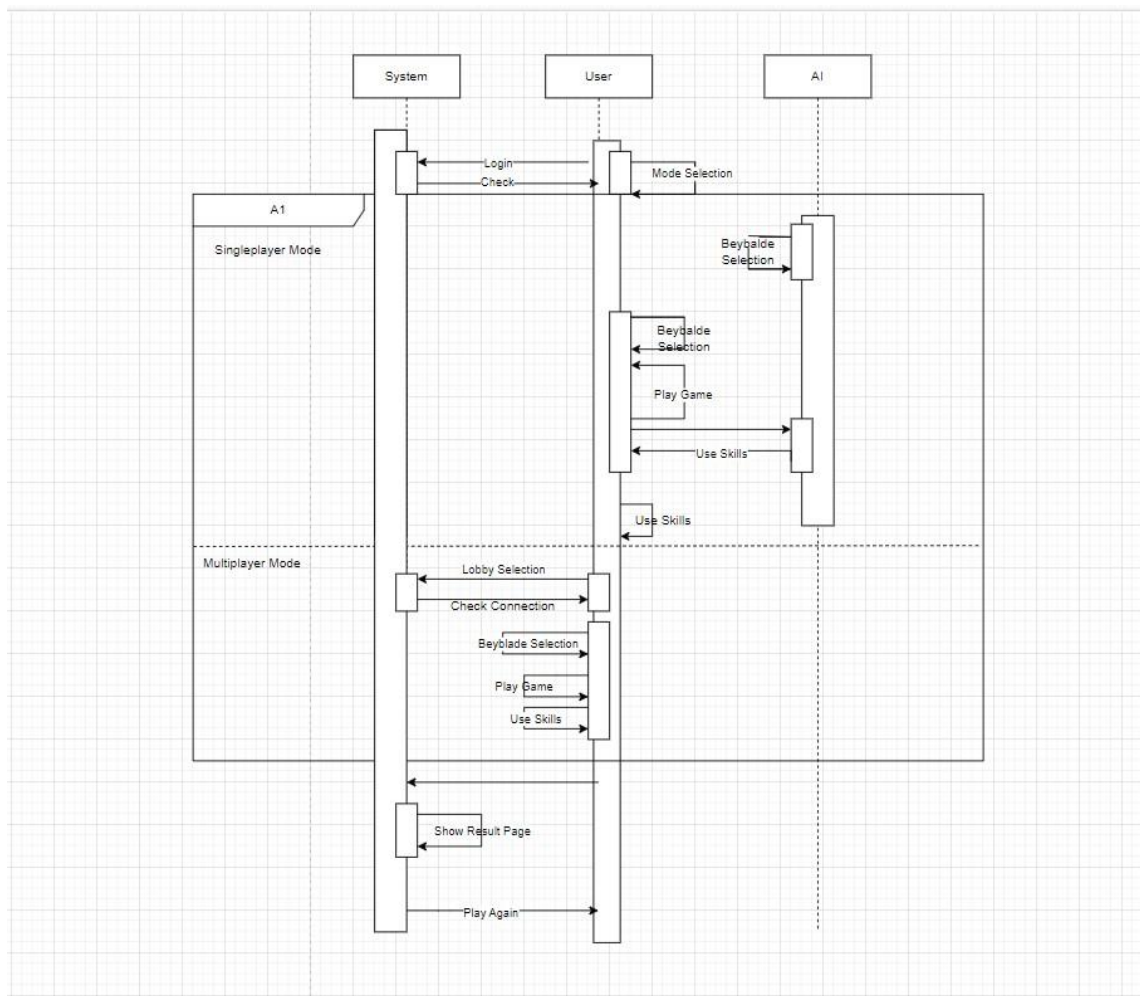 System
User
AI
Login
Check
Mode Selection
A1
Singleplayer Mode
Beybalde
Selection
Beybalde
Selection
Play Game
Use Skills
Use Skills
Multiplayer Mode
Lobby Selection
Check Connection
Beyblade Selection
Play Game
Use Skills
Show Result Page
Play Again